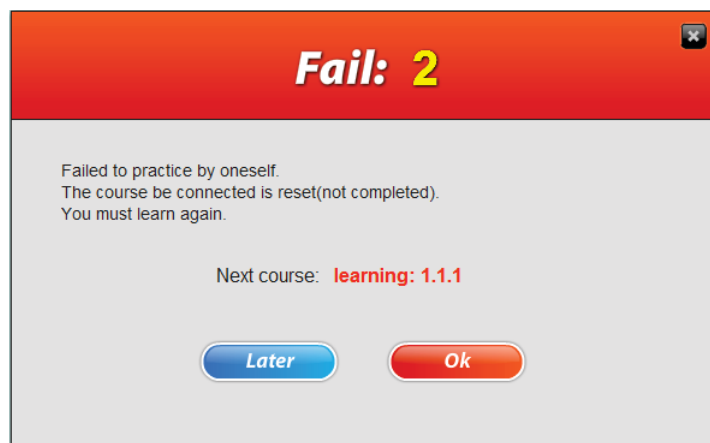 Fail: 2
Failed to practice by oneself.
The course be connected is reset(not completed).
You must learn again.
Next course: learning: 1.1.1
Later
Ok